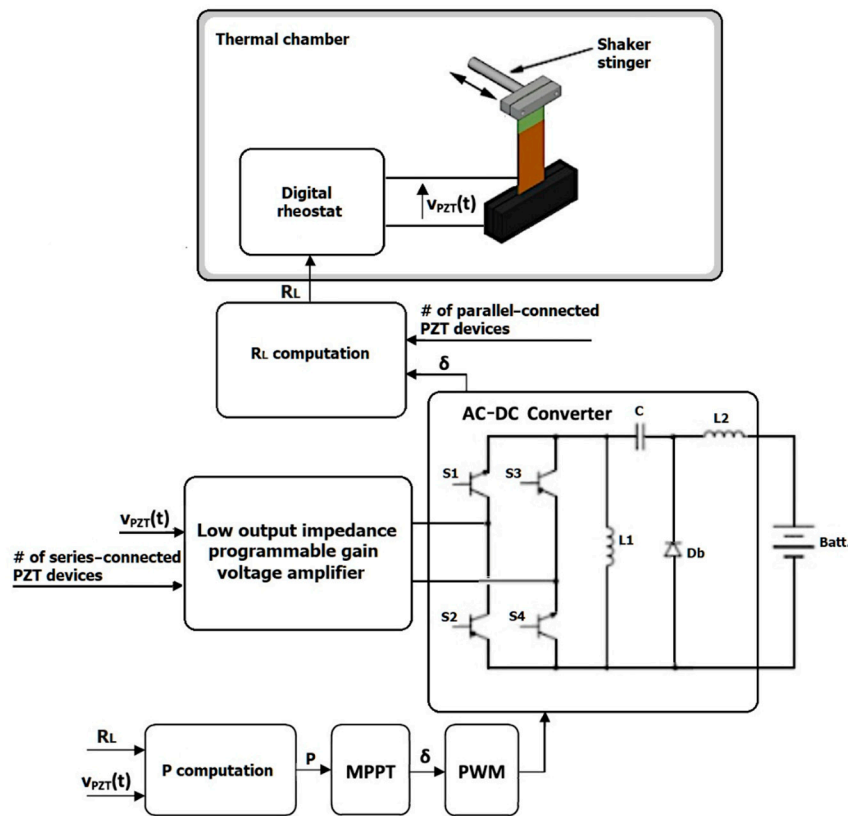 Thermal chamber
Shaker
stinger
Digital
rheostat
vPZT(t)
RL
# of parallel-connected
PZT devices
RL computation
δ
AC-DC Converter
C
L2
S1
S3
L1
Db
Batt.
S2
S4
vPZT(t)
# of series-connected
PZT devices
Low output impedance
programmable gain
voltage amplifier
RL
vPZT(t)
P computation
P
MPPT
δ
PWM